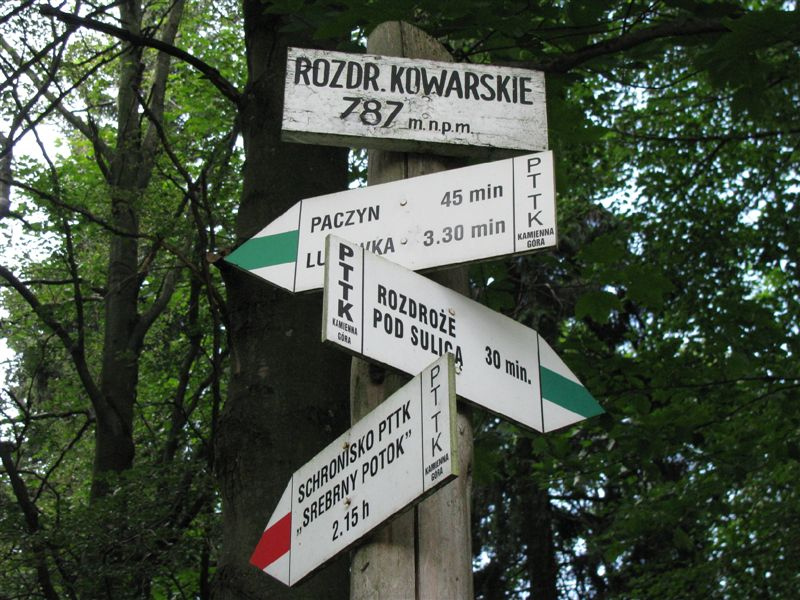 ROZDR. KOWARSKIE
787 m.n.p.m.
PACZYN 45 min
3.30 min
PTTK
KAMIENNA
GÓRA
PTTK
KAMIENNA
GÓRA
ROZDROŻE
POD SULICĄ 30 min.
SCHRONISKO PTTK
„SREBRNY POTOK"
2.15 h
PTTK
KAMIENNA
GÓRA